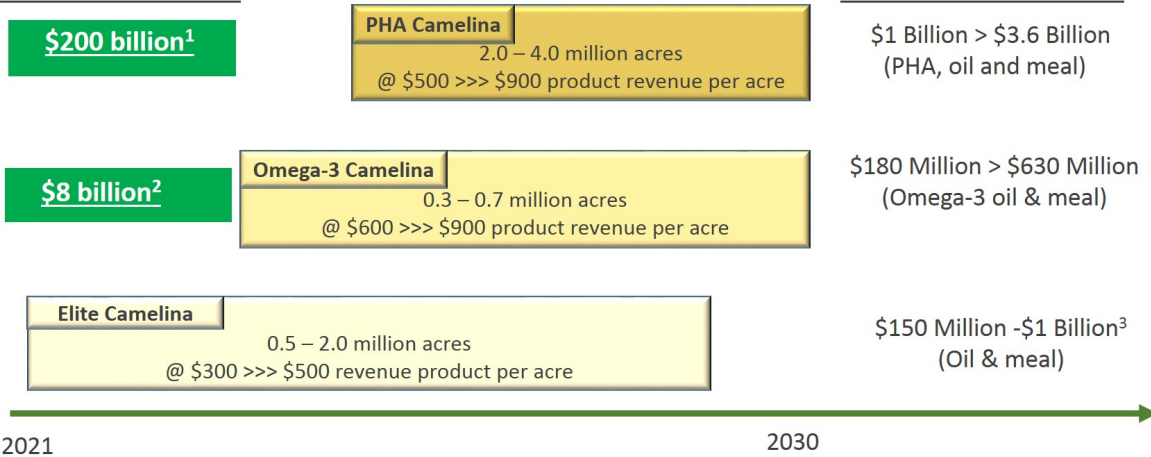 $200 billion¹
PHA Camelina
2.0 – 4.0 million acres
@ $500 >>> $900 product revenue per acre
$1 Billion > $3.6 Billion
(PHA, oil and meal)
$8 billion²
Omega-3 Camelina
0.3 – 0.7 million acres
@ $600 >>> $900 product revenue per acre
$180 Million > $630 Million
(Omega-3 oil & meal)
Elite Camelina
0.5 – 2.0 million acres
@ $300 >>> $500 revenue product per acre
$150 Million -$1 Billion³
(Oil & meal)
2021
2030